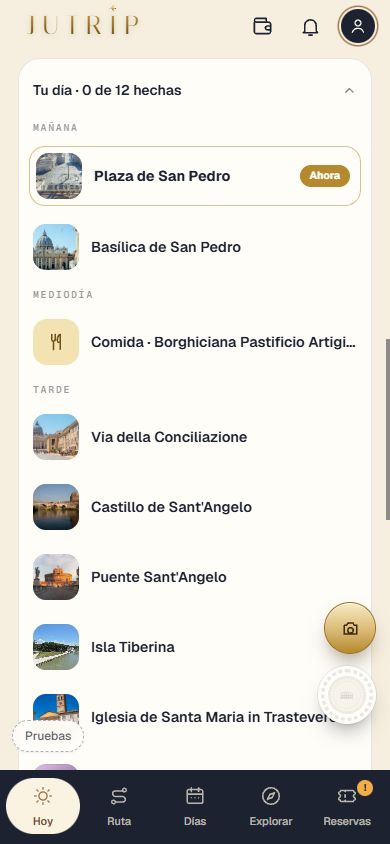 JUTRIP
Tu día · 0 de 12 hechas
MAÑANA
Plaza de San Pedro
Ahora
Basílica de San Pedro
MEDIODÍA
Comida · Borghiciana Pastificio Artigi...
TARDE
Via della Conciliazione
Castillo de Sant'Angelo
Puente Sant'Angelo
Isla Tiberina
Iglesia de Santa Maria in Trastevere
Pruebas
Hoy
Ruta
Días
Explorar
!
Reservas